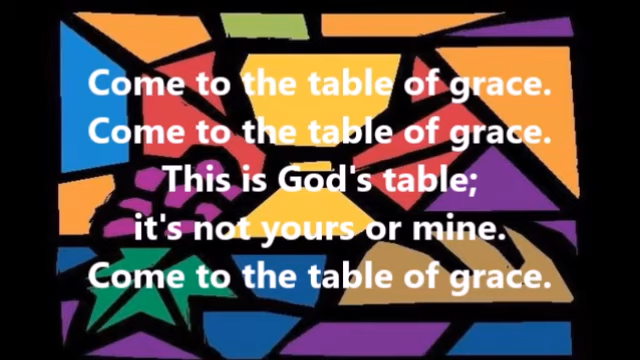 Come to the table of grace.
Come to the table of grace.
This is God's table;
it's not yours or mine.
Come to the table of grace.